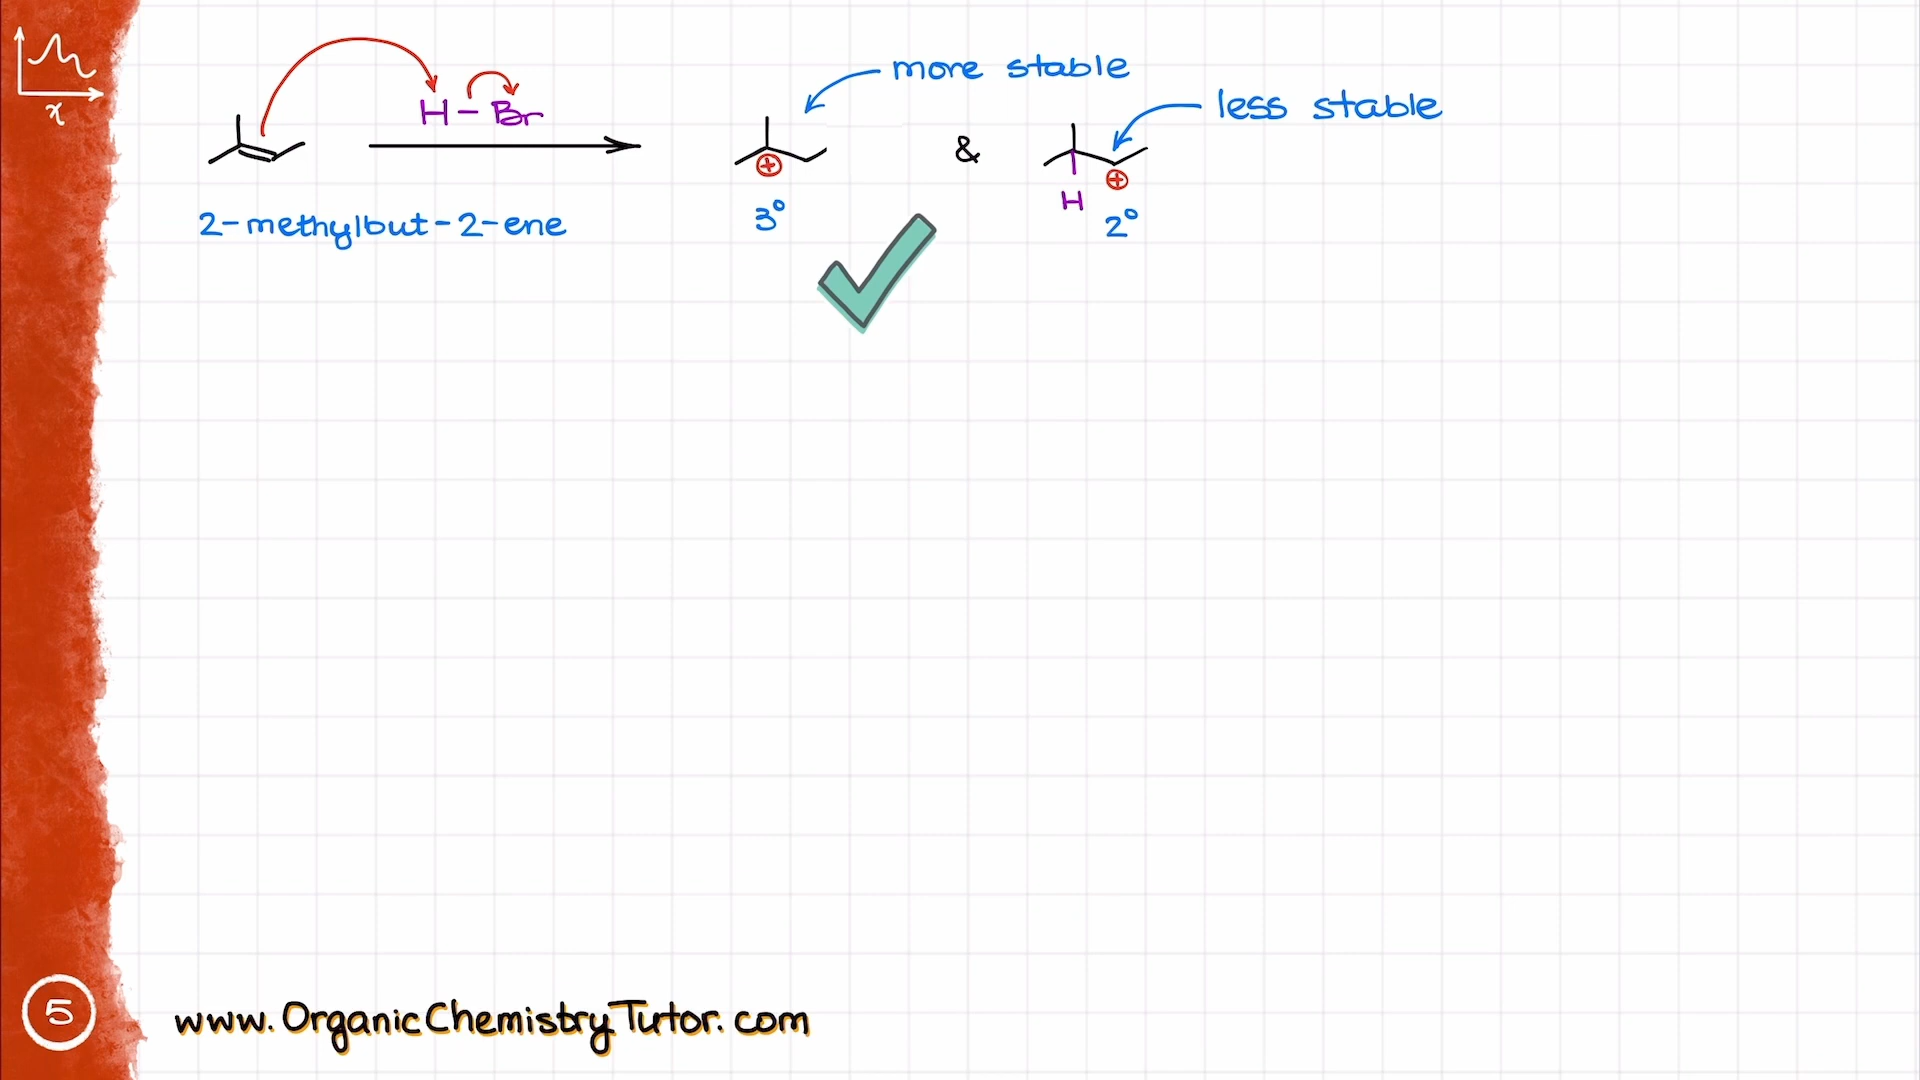 x
more stable
less stable
H-Br
⊕
&
⊕
H
2-methylbut-2-ene
3°
2°
5
www.OrganicChemistryTutor.com